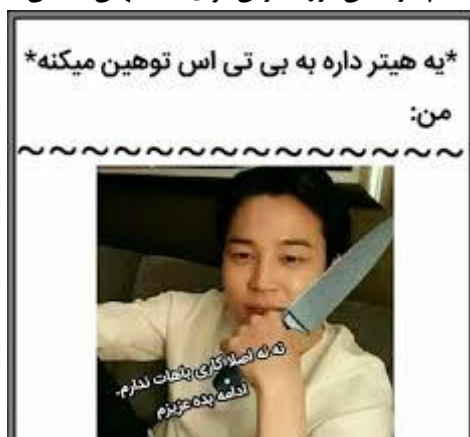 *یه هیتر داره به بی تی اس توهین میکنه*
من:
~~~~~~~~~~~~~~~
نه نه اصلا کاری باهات ندارم.
ادامه بده عزیزم